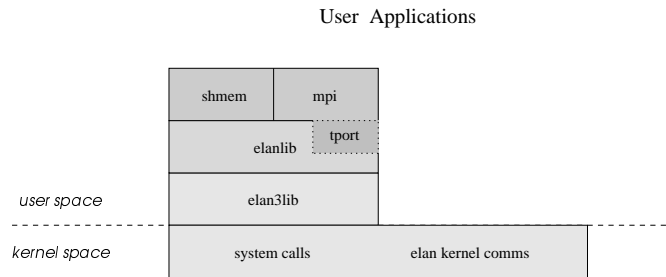 User Applications
shmem
mpi
tport
elanlib
user space
elan3lib
kernel space
system calls
elan kernel comms